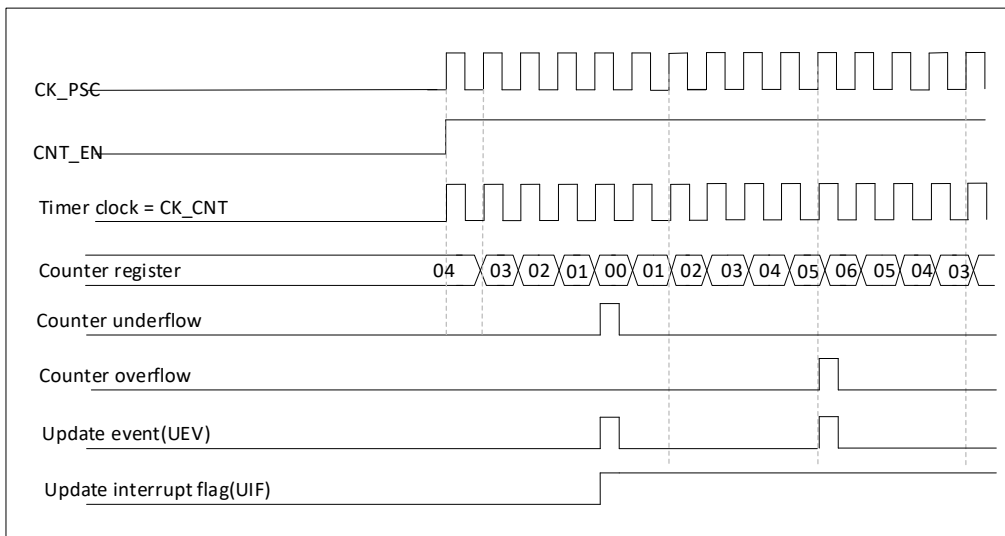 CK_PSC
CNT_EN
Timer clock = CK_CNT
Counter register 04 03 02 01 00 01 02 03 04 05 06 05 04 03
Counter underflow
Counter overflow
Update event(UEV)
Update interrupt flag(UIF)